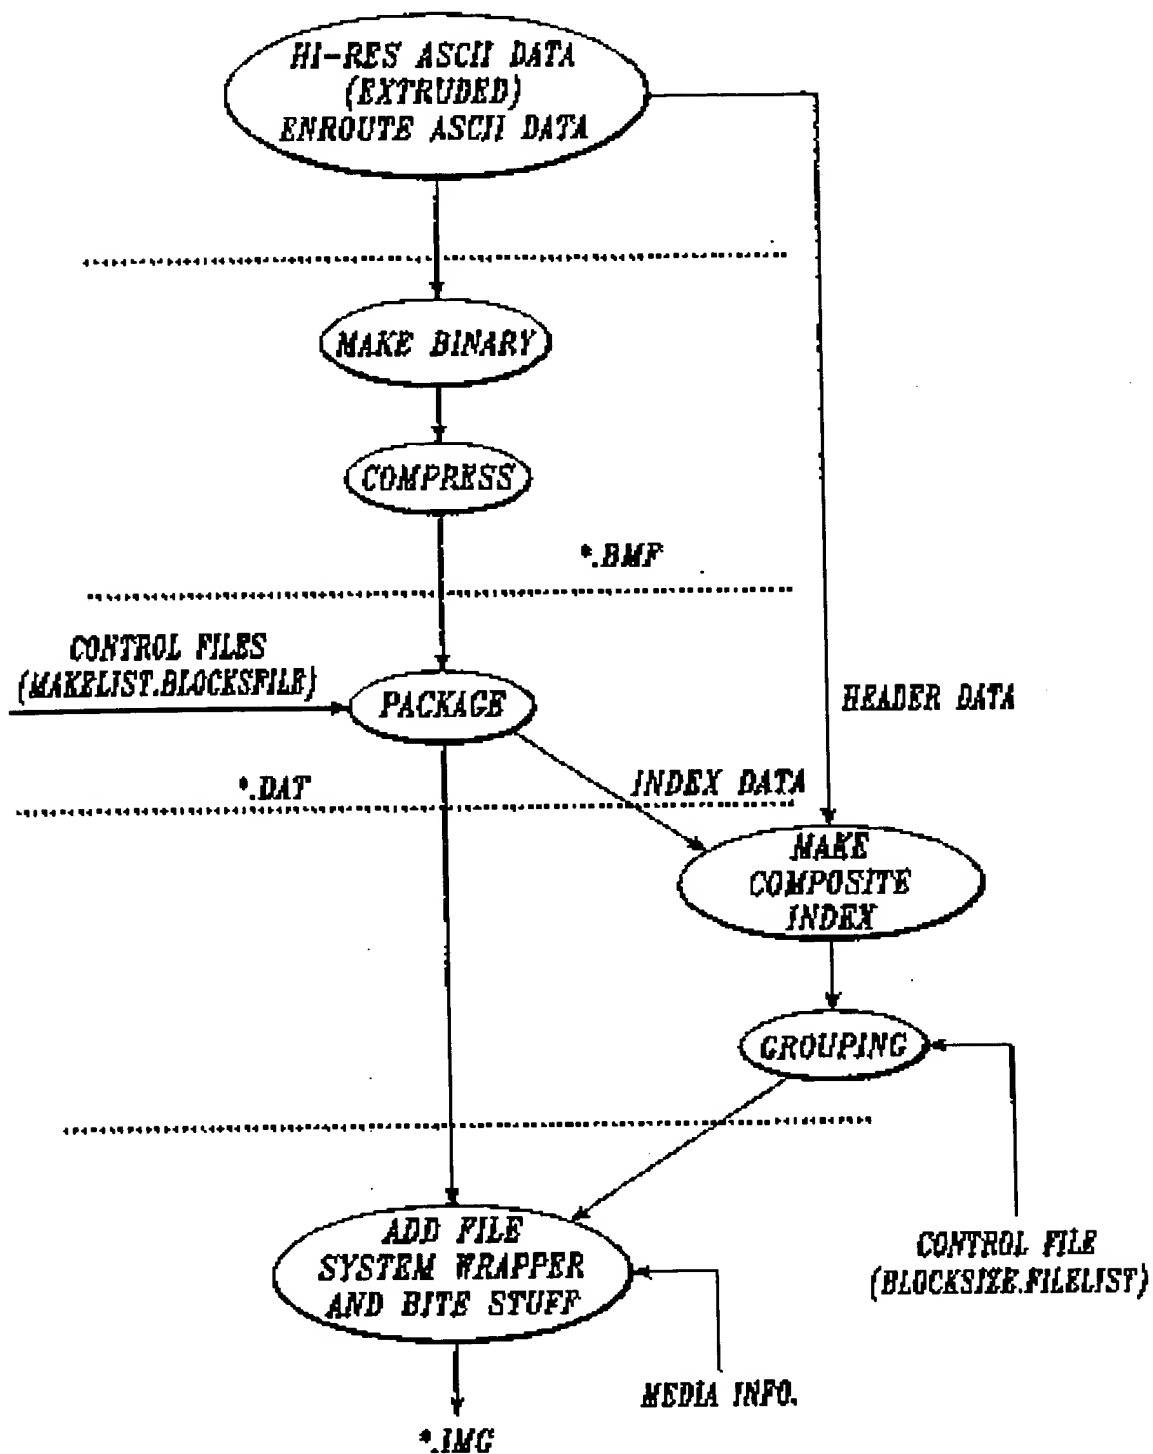 HI-RES ASCII DATA
(EXTRUDED)
ENROUTE ASCII DATA
MAKE BINARY
COMPRESS
*.BMF
CONTROL FILES
(MAKELIST.BLOCKSFILE)
PACKAGE
HEADER DATA
*.DAT
INDEX DATA
MAKE
COMPOSITE
INDEX
GROUPING
ADD FILE
SYSTEM WRAPPER
AND BITE STUFF
CONTROL FILE
(BLOCKSIZE.FILELIST)
MEDIA INFO.
*.IMG